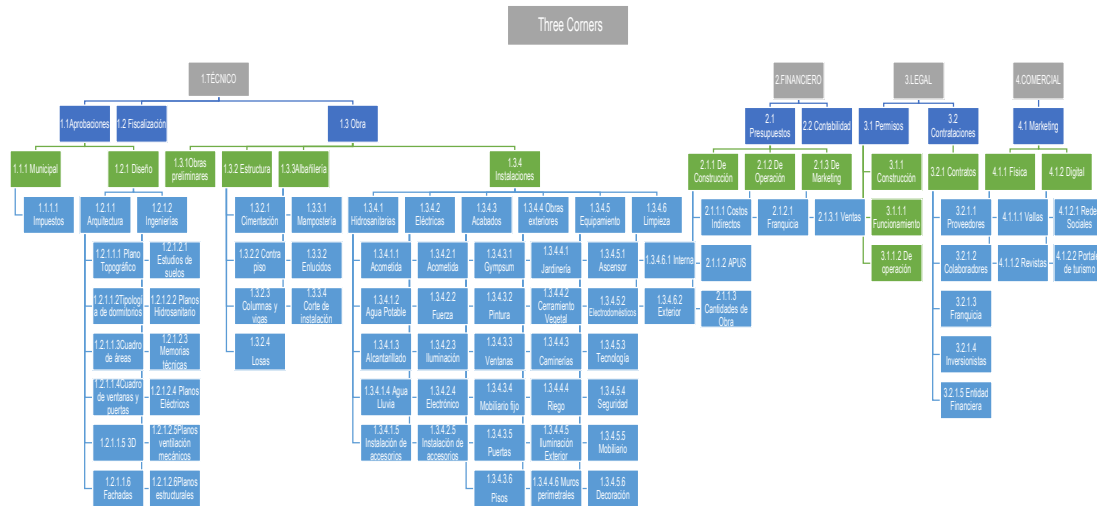 Three Corners
1.TÉCNICO
2.FINANCIERO
3.LEGAL
4.COMERCIAL
1.1Aprobaciones
1.2 Fiscalización
1.3 Obra
2.1
Presupuestos
2.2 Contabilidad
3.1 Permisos
3.2
Contrataciones
4.1 Marketing
1.1.1 Municipal
1.2.1 Diseño
1.3.1Obras
preliminares
1.3.2 Estructura
1.3.3Albañilería
1.3.4
Instalaciones
2.1.1 De
Construcción
2.1.2 De
Operación
2.1.3 De
Marketing
3.1.1
Construcción
3.2.1 Contratos
4.1.1 Física
4.1.2 Digital
1.1.1.1
Impuestos
1.2.1.1
Arquitectura
1.2.1.2
Ingenierías
1.3.2.1
Cimentación
1.3.3.1
Mampostería
1.3.4.1
Hidrosanitarias
1.3.4.2
Eléctricas
1.3.4.3
Acabados
1.3.4.4 Obras
exteriores
1.3.4.5
Equipamiento
1.3.4.6
Limpieza
2.1.1.1 Costos
Indirectos
2.1.2.1
Franquicia
2.1.3.1 Ventas
3.1.1.1
Funcionamiento
3.2.1.1
Proveedores
4.1.1.1 Vallas
4.1.2.1 Redes
Sociales
1.2.1.1.1 Plano
Topográfico
1.2.1.2.1
Estudios de
suelos
1.3.2.2 Contra
piso
1.3.3.2
Enlucidos
1.3.4.1.1
Acometida
1.3.4.2.1
Acometida
1.3.4.3.1
Gympsum
1.3.4.4.1
Jardinería
1.3.4.5.1
Ascensor
1.3.4.6.1 Interna
2.1.1.2 APUS
3.1.1.2 De
operación
3.2.1.2
Colaboradores
4.1.1.2 Revistas
4.1.2.2 Portales
de turismo
1.2.1.1.2Tipologí
a de dormitorios
1.2.1.2.2 Planos
Hidrosanitario
1.3.2.3
Columnas y
vigas
1.3.3.4
Corte de
instalación
1.3.4.1.2
Agua Potable
1.3.4.2.2
Fuerza
1.3.4.3.2
Pintura
1.3.4.4.2
Cerramiento
Vegetal
1.3.4.5.2
Electrodomésticos
1.3.4.6.2
Exterior
2.1.1.3
Cantidades de
Obra
3.2.1.3
Franquicia
1.2.1.1.3Cuadro
de áreas
1.2.1.2.3
Memorias
técnicas
1.3.2.4
Losas
1.3.4.1.3
Alcantarillado
1.3.4.2.3
Iluminación
1.3.4.3.3
Ventanas
1.3.4.4.3
Caminerías
1.3.4.5.3
Tecnología
3.2.1.4
Inversionistas
1.2.1.1.4Cuadro
de ventanas y
puertas
1.2.1.2.4 Planos
Eléctricos
1.3.4.1.4 Agua
Lluvia
1.3.4.2.4
Electrónico
1.3.4.3.4
Mobiliario fijo
1.3.4.4.4
Riego
1.3.4.5.4
Seguridad
3.2.1.5 Entidad
Financiera
1.2.1.1.5 3D
1.2.1.2.5Planos
ventilación
mecánicos
1.3.4.1.5
Instalación de
accesorios
1.3.4.2.5
Instalación de
accesorios
1.3.4.3.5
Puertas
1.3.4.4.5
Iluminación
Exterior
1.3.4.5.5
Mobiliario
1.2.1.1.6
Fachadas
1.2.1.2.6Planos
estructurales
1.3.4.3.6
Pisos
1.3.4.4.6 Muros
perimetrales
1.3.4.5.6
Decoración